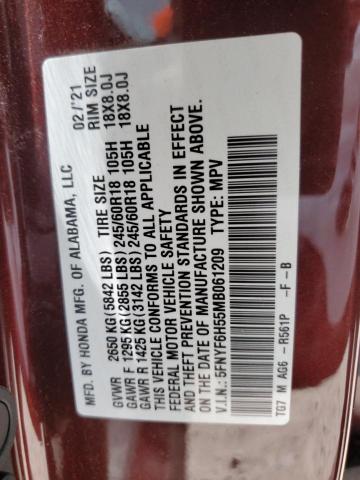 MFD. BY HONDA MFG. OF ALABAMA, LLC 02/'21
TIRE SIZE RIM SIZE
GVWR 2650 KG(5842 LBS)
GAWR F 1295 KG(2855 LBS) 245/60R18 105H 18X8.0J
GAWR R 1425 KG(3142 LBS) 245/60R18 105H 18X8.0J
THIS VEHICLE CONFORMS TO ALL APPLICABLE
FEDERAL MOTOR VEHICLE SAFETY
AND THEFT PREVENTION STANDARDS IN EFFECT
ON THE DATE OF MANUFACTURE SHOWN ABOVE.
V.I.N.: 5FNYF6H55MB061209 TYPE: MPV
TG7 M AG6 -R561P -F -B